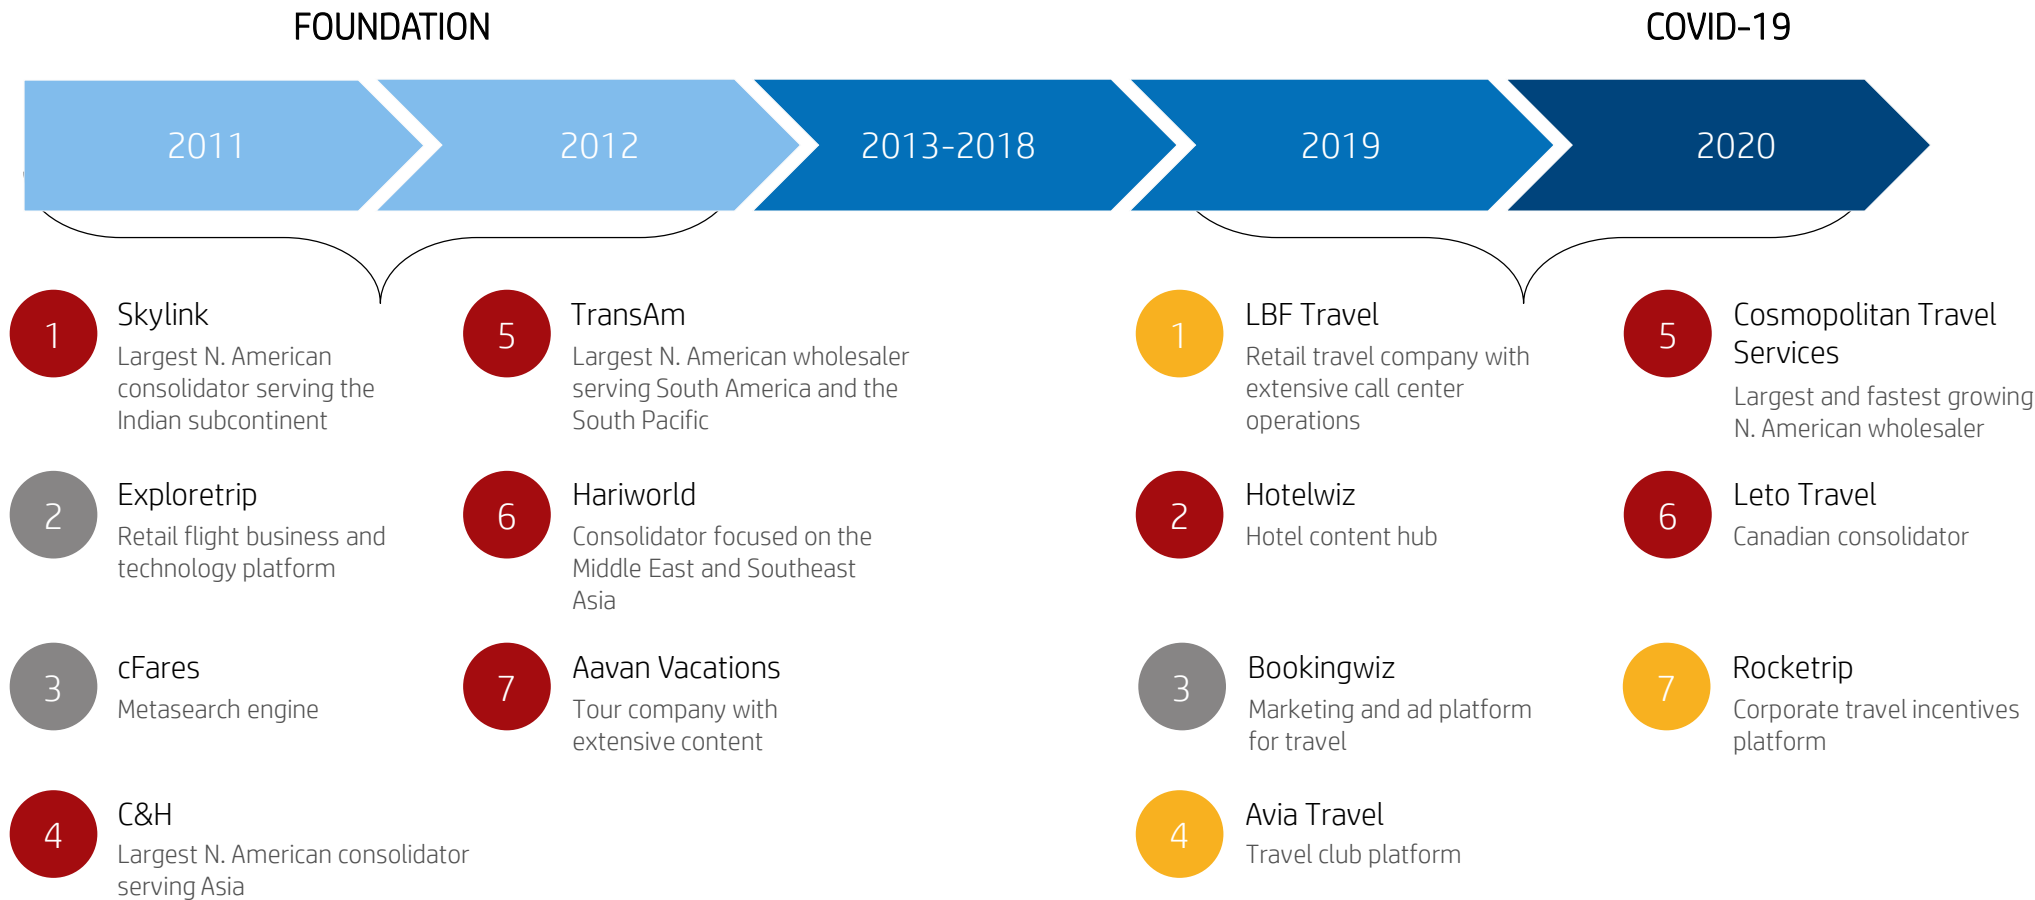 FOUNDATION
COVID-19
2011
2012
2013-2018
2019
2020
1
Skylink
Largest N. American
consolidator serving the
Indian subcontinent
2
Exploretrip
Retail flight business and
technology platform
3
cFares
Metasearch engine
4
C&H
Largest N. American consolidator
serving Asia
5
TransAm
Largest N. American wholesaler
serving South America and the
South Pacific
6
Hariworld
Consolidator focused on the
Middle East and Southeast
Asia
7
Aavan Vacations
Tour company with
extensive content
1
LBF Travel
Retail travel company with
extensive call center
operations
2
Hotelwiz
Hotel content hub
3
Bookingwiz
Marketing and ad platform
for travel
4
Avia Travel
Travel club platform
5
Cosmopolitan Travel
Services
Largest and fastest growing
N. American wholesaler
6
Leto Travel
Canadian consolidator
7
Rocketrip
Corporate travel incentives
platform